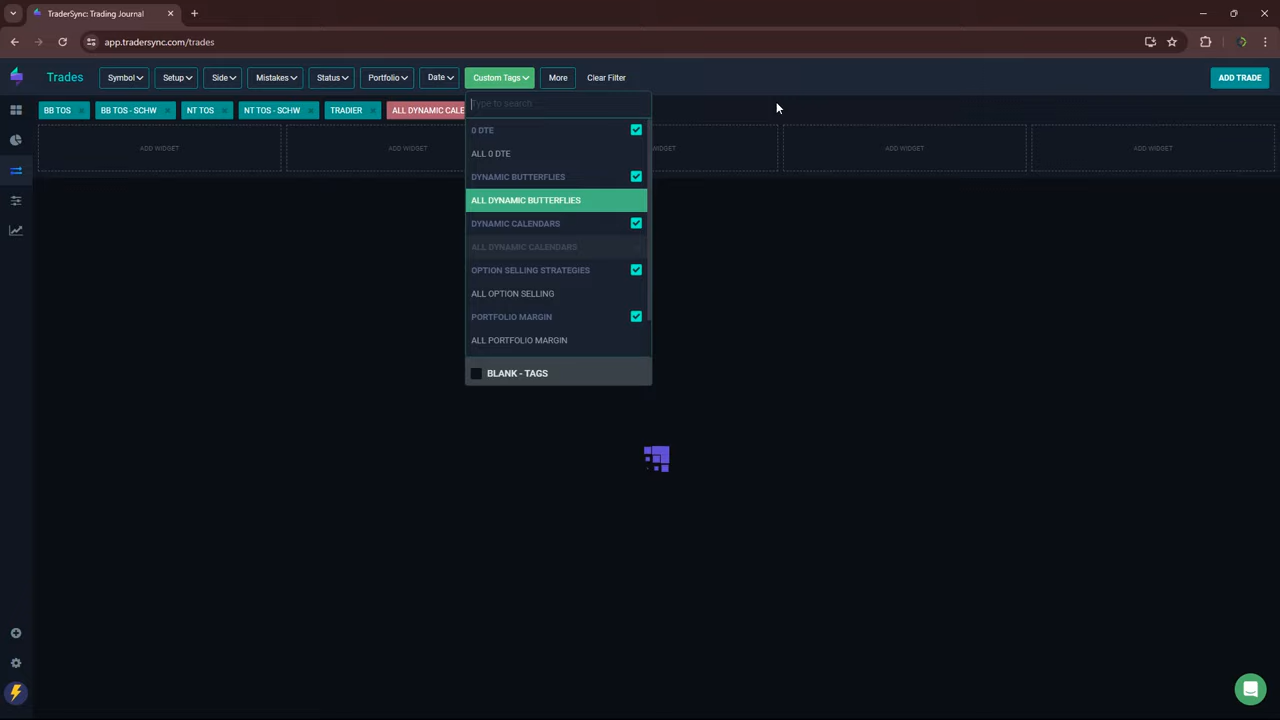 TraderSync: Trading Journal
app.tradersync.com/trades
Trades
Symbol
Setup
Side
Mistakes
Status
Portfolio
Date
Custom Tags
More
Clear Filter
ADD TRADE
BB TOS
BB TOS - SCHW
NT TOS
NT TOS - SCHW
TRADIER
ALL DYNAMIC CALE
Type to search ...
ADD WIDGET
ADD WIDGET
WIDGET
ADD WIDGET
ADD WIDGET
0 DTE
ALL 0 DTE
DYNAMIC BUTTERFLIES
ALL DYNAMIC BUTTERFLIES
DYNAMIC CALENDARS
ALL DYNAMIC CALENDARS
OPTION SELLING STRATEGIES
ALL OPTION SELLING
PORTFOLIO MARGIN
ALL PORTFOLIO MARGIN
BLANK - TAGS